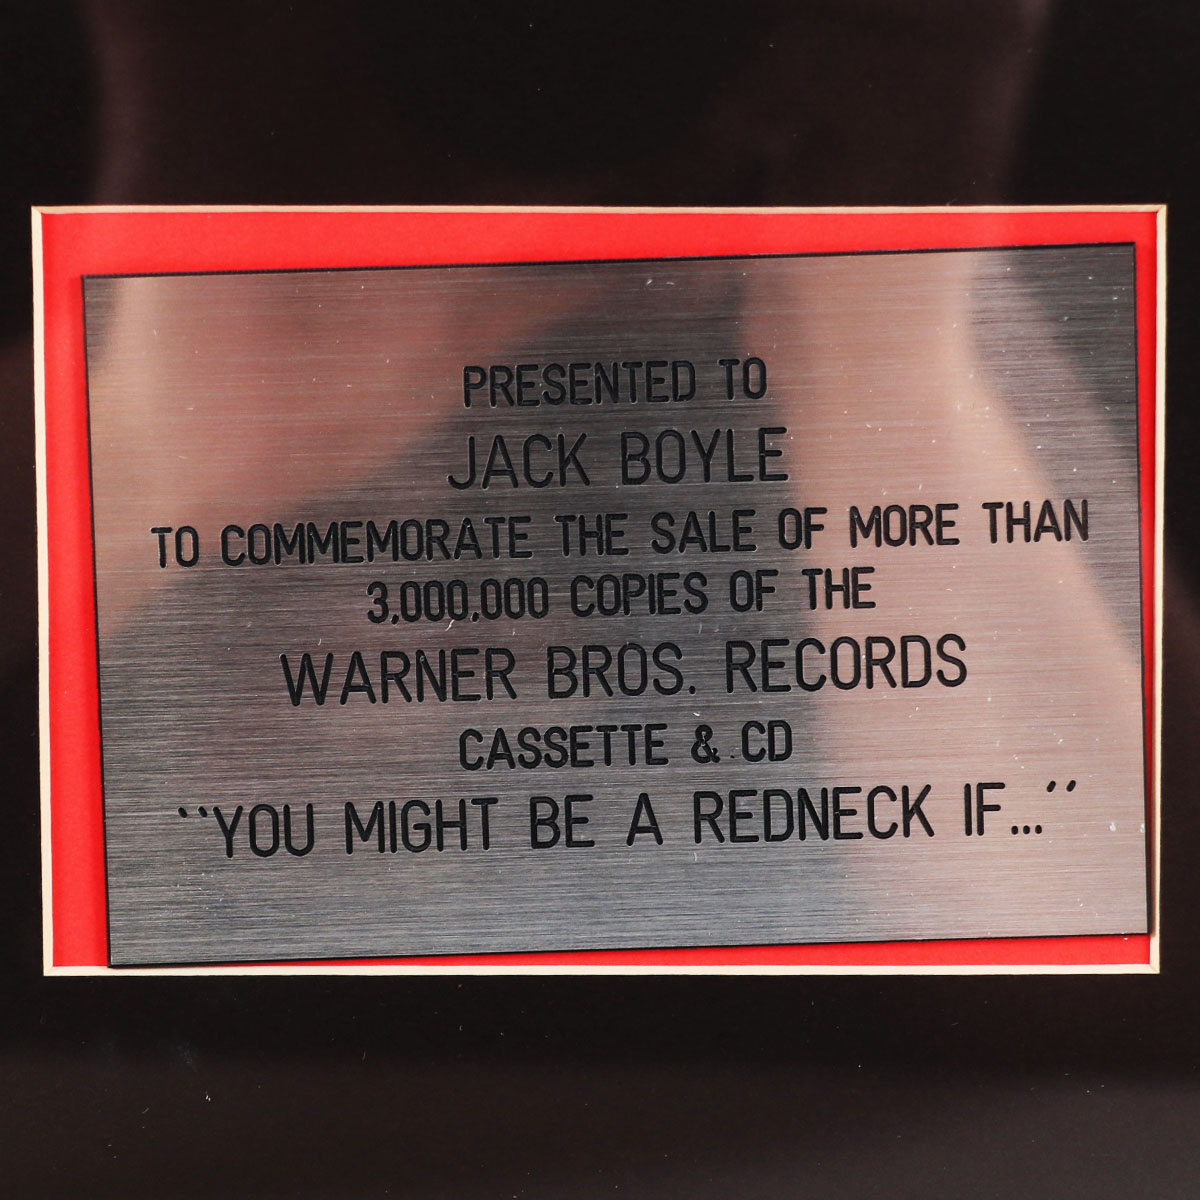 PRESENTED TO
JACK BOYLE
TO COMMEMORATE THE SALE OF MORE THAN
3,000,000 COPIES OF THE
WARNER BROS. RECORDS
CASSETTE & CD
"YOU MIGHT BE A REDNECK IF..."